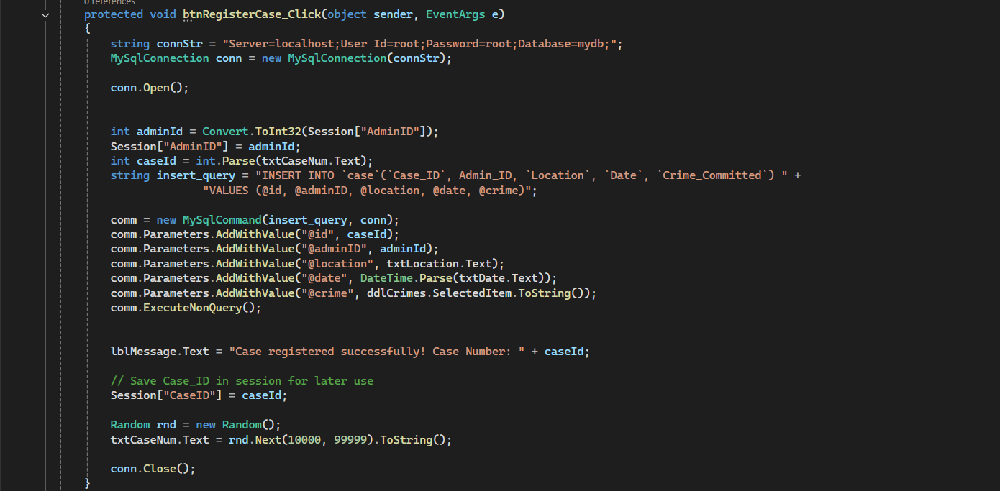 0 references
protected void btnRegisterCase_Click(object sender, EventArgs e)
{
string connStr = "Server=localhost;User Id=root;Password=root;Database=mydb;";
MySqlConnection conn = new MySqlConnection(connStr);
conn.Open();
int adminId = Convert.ToInt32(Session["AdminID"]);
Session["AdminID"] = adminId;
int caseId = int.Parse(txtCaseNum.Text);
string insert_query = "INSERT INTO `case`(`Case_ID`, Admin_ID, `Location`, `Date`, `Crime_Committed`) " +
"VALUES (@id, @adminID, @location, @date, @crime)";
comm = new MySqlCommand(insert_query, conn);
comm.Parameters.AddWithValue("@id", caseId);
comm.Parameters.AddWithValue("@adminID", adminId);
comm.Parameters.AddWithValue("@location", txtLocation.Text);
comm.Parameters.AddWithValue("@date", DateTime.Parse(txtDate.Text));
comm.Parameters.AddWithValue("@crime", ddlCrimes.SelectedItem.ToString());
comm.ExecuteNonQuery();
lblMessage.Text = "Case registered successfully! Case Number: " + caseId;
// Save Case_ID in session for later use
Session["CaseID"] = caseId;
Random rnd = new Random();
txtCaseNum.Text = rnd.Next(10000, 99999).ToString();
conn.Close();
}